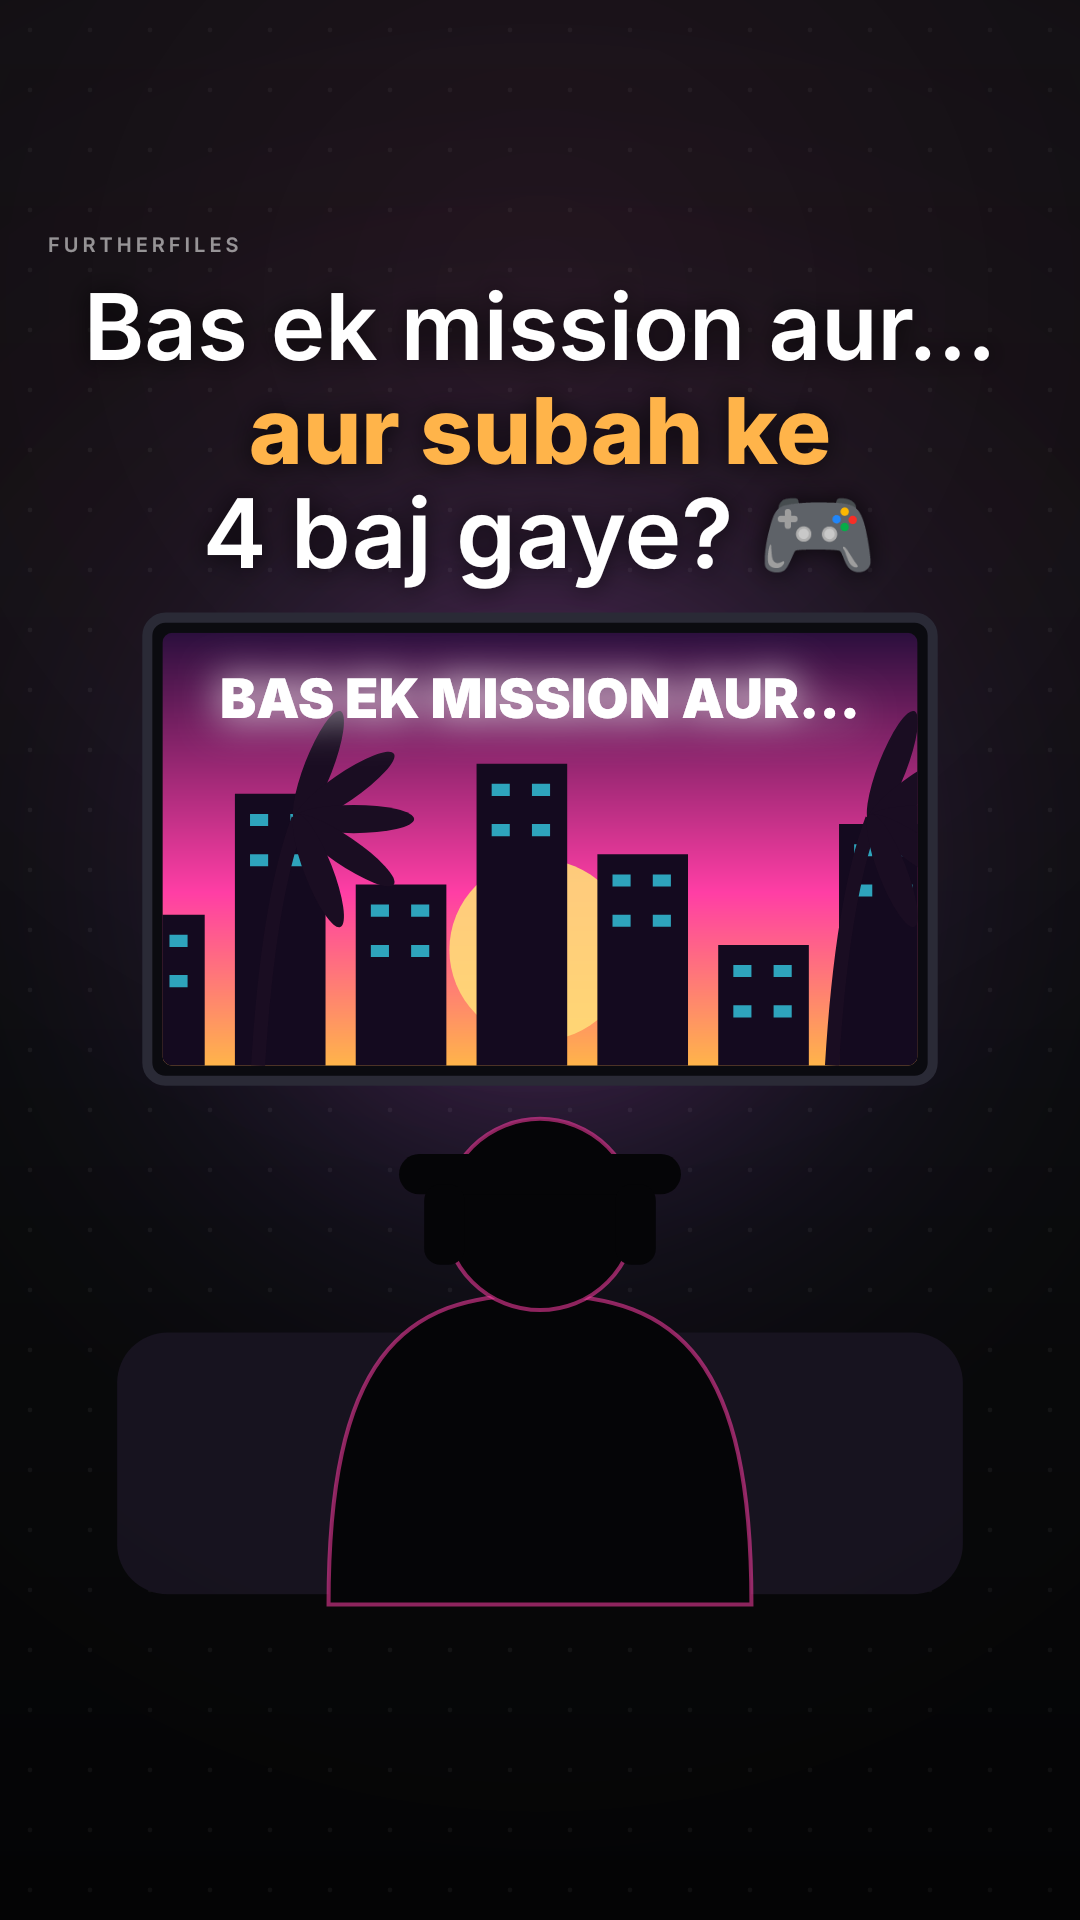 FURTHERFILES
Bas ek mission aur...
aur subah ke
4 baj gaye? 🎮
BAS EK MISSION AUR...